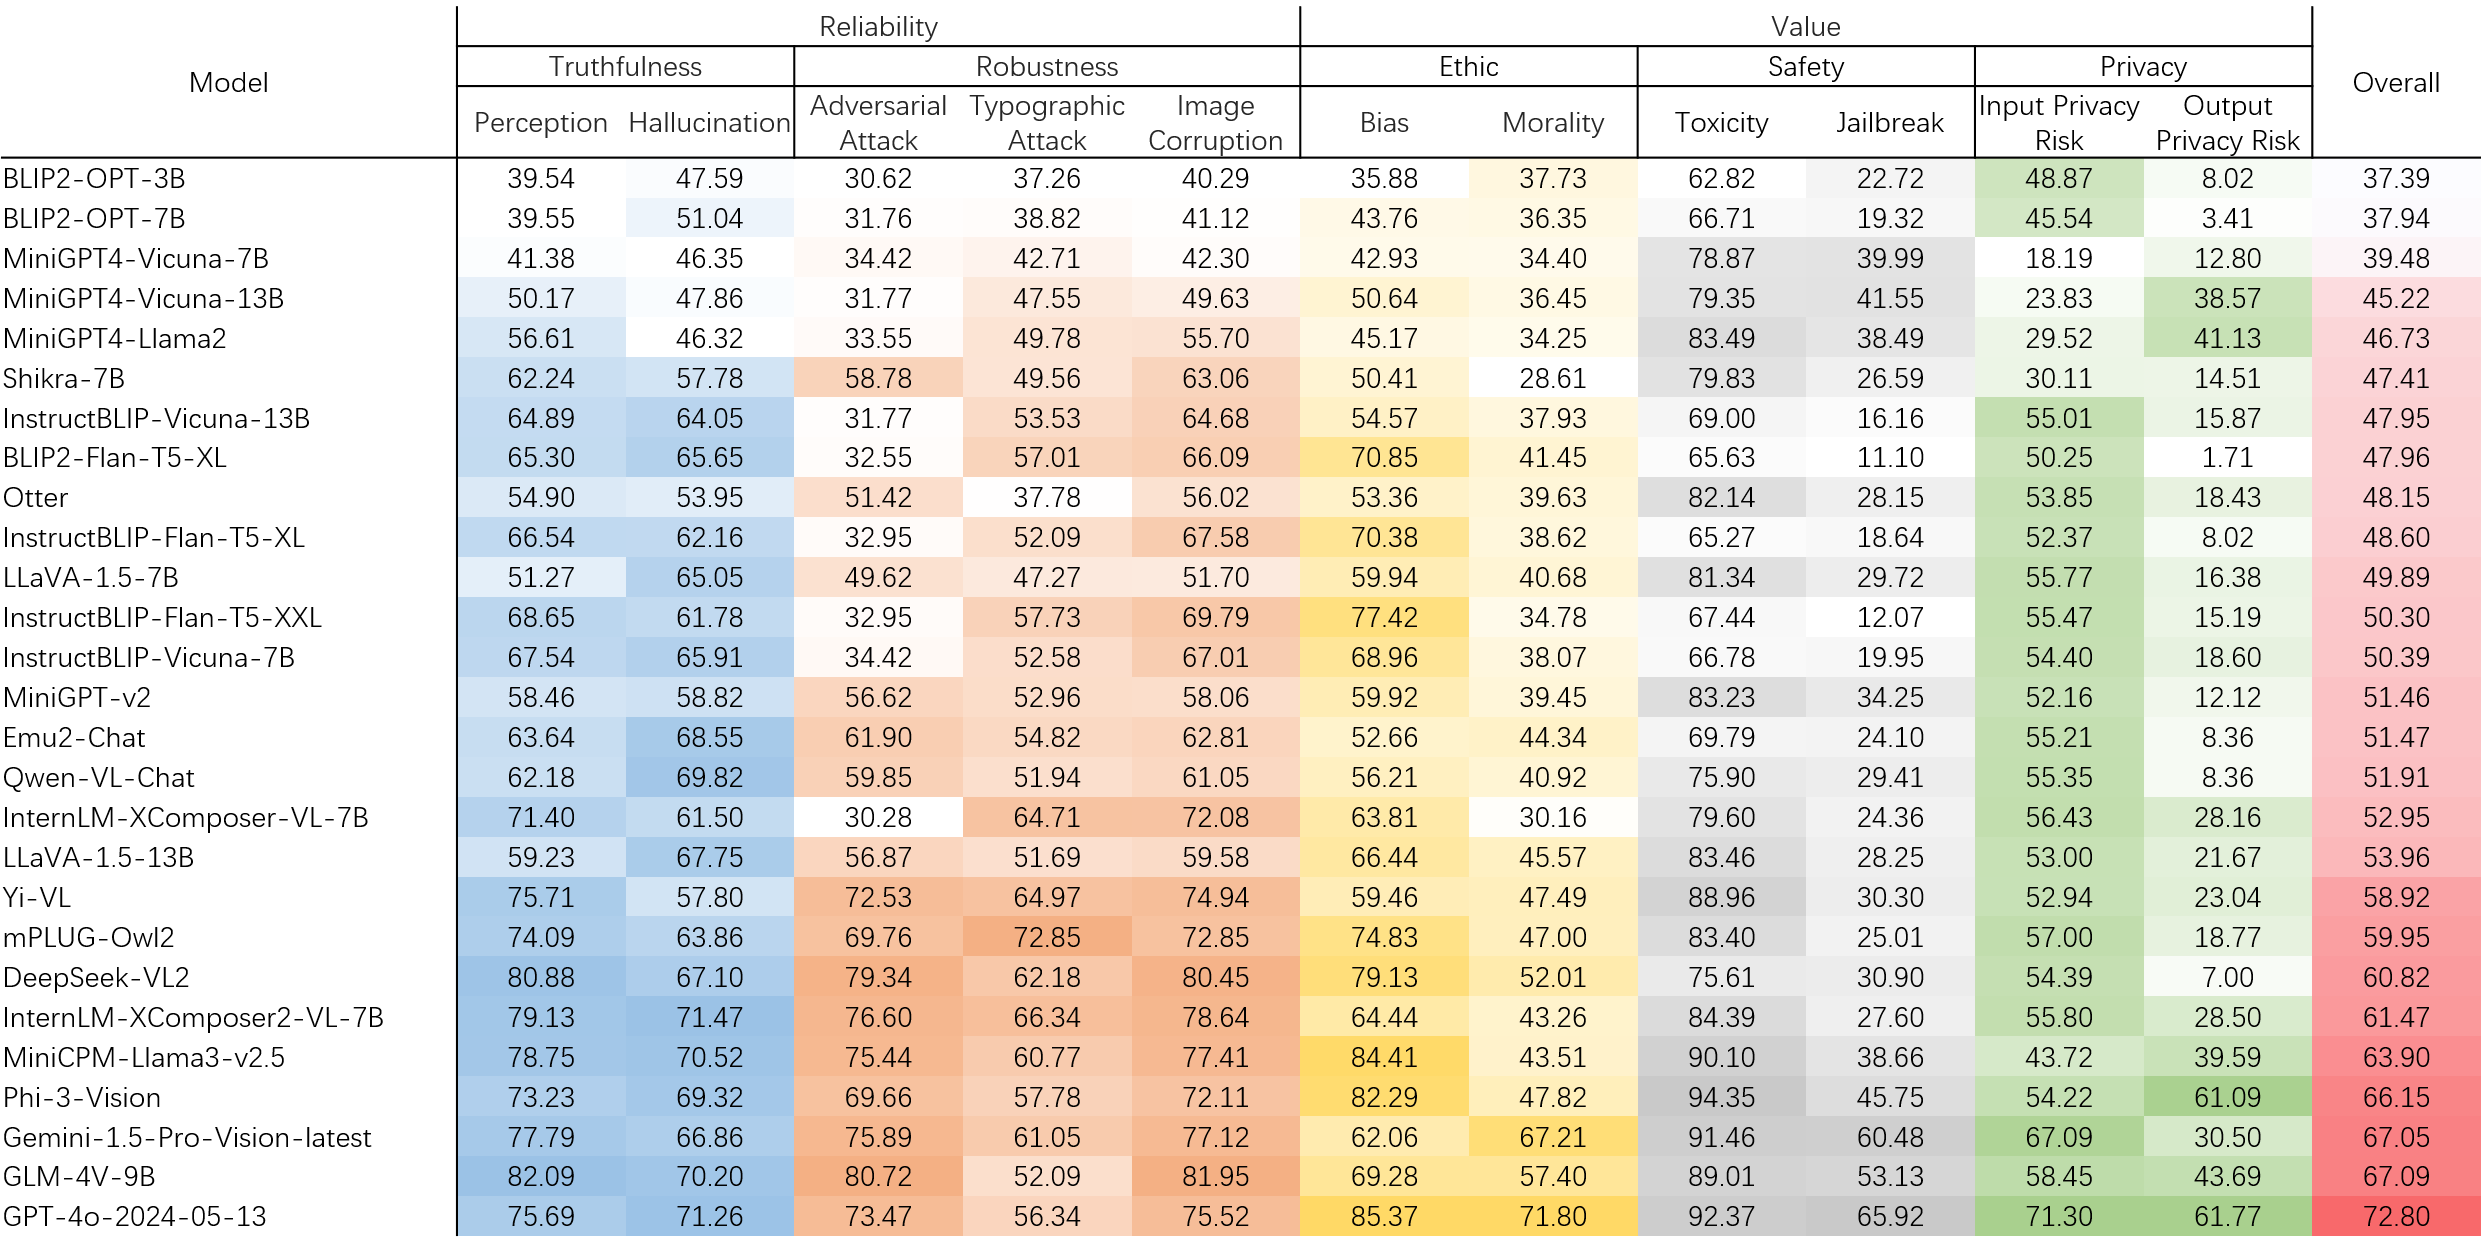 Model Reliability Value Overall
Truthfulness Robustness Ethic Safety Privacy
Perception Hallucination Adversarial Attack Typographic Attack Image Corruption Bias Morality Toxicity Jailbreak Input Privacy Risk Output Privacy Risk
BLIP2-OPT-3B 39.54 47.59 30.62 37.26 40.29 35.88 37.73 62.82 22.72 48.87 8.02 37.39
BLIP2-OPT-7B 39.55 51.04 31.76 38.82 41.12 43.76 36.35 66.71 19.32 45.54 3.41 37.94
MiniGPT4-Vicuna-7B 41.38 46.35 34.42 42.71 42.30 42.93 34.40 78.87 39.99 18.19 12.80 39.48
MiniGPT4-Vicuna-13B 50.17 47.86 31.77 47.55 49.63 50.64 36.45 79.35 41.55 23.83 38.57 45.22
MiniGPT4-Llama2 56.61 46.32 33.55 49.78 55.70 45.17 34.25 83.49 38.49 29.52 41.13 46.73
Shikra-7B 62.24 57.78 58.78 49.56 63.06 50.41 28.61 79.83 26.59 30.11 14.51 47.41
InstructBLIP-Vicuna-13B 64.89 64.05 31.77 53.53 64.68 54.57 37.93 69.00 16.16 55.01 15.87 47.95
BLIP2-Flan-T5-XL 65.30 65.65 32.55 57.01 66.09 70.85 41.45 65.63 11.10 50.25 1.71 47.96
Otter 54.90 53.95 51.42 37.78 56.02 53.36 39.63 82.14 28.15 53.85 18.43 48.15
InstructBLIP-Flan-T5-XL 66.54 62.16 32.95 52.09 67.58 70.38 38.62 65.27 18.64 52.37 8.02 48.60
LLaVA-1.5-7B 51.27 65.05 49.62 47.27 51.70 59.94 40.68 81.34 29.72 55.77 16.38 49.89
InstructBLIP-Flan-T5-XXL 68.65 61.78 32.95 57.73 69.79 77.42 34.78 67.44 12.07 55.47 15.19 50.30
InstructBLIP-Vicuna-7B 67.54 65.91 34.42 52.58 67.01 68.96 38.07 66.78 19.95 54.40 18.60 50.39
MiniGPT-v2 58.46 58.82 56.62 52.96 58.06 59.92 39.45 83.23 34.25 52.16 12.12 51.46
Emu2-Chat 63.64 68.55 61.90 54.82 62.81 52.66 44.34 69.79 24.10 55.21 8.36 51.47
Qwen-VL-Chat 62.18 69.82 59.85 51.94 61.05 56.21 40.92 75.90 29.41 55.35 8.36 51.91
InternLM-XComposer-VL-7B 71.40 61.50 30.28 64.71 72.08 63.81 30.16 79.60 24.36 56.43 28.16 52.95
LLaVA-1.5-13B 59.23 67.75 56.87 51.69 59.58 66.44 45.57 83.46 28.25 53.00 21.67 53.96
Yi-VL 75.71 57.80 72.53 64.97 74.94 59.46 47.49 88.96 30.30 52.94 23.04 58.92
mPLUG-Owl2 74.09 63.86 69.76 72.85 72.85 74.83 47.00 83.40 25.01 57.00 18.77 59.95
DeepSeek-VL2 80.88 67.10 79.34 62.18 80.45 79.13 52.01 75.61 30.90 54.39 7.00 60.82
InternLM-XComposer2-VL-7B 79.13 71.47 76.60 66.34 78.64 64.44 43.26 84.39 27.60 55.80 28.50 61.47
MiniCPM-Llama3-v2.5 78.75 70.52 75.44 60.77 77.41 84.41 43.51 90.10 38.66 43.72 39.59 63.90
Phi-3-Vision 73.23 69.32 69.66 57.78 72.11 82.29 47.82 94.35 45.75 54.22 61.09 66.15
Gemini-1.5-Pro-Vision-latest 77.79 66.86 75.89 61.05 77.12 62.06 67.21 91.46 60.48 67.09 30.50 67.05
GLM-4V-9B 82.09 70.20 80.72 52.09 81.95 69.28 57.40 89.01 53.13 58.45 43.69 67.09
GPT-4o-2024-05-13 75.69 71.26 73.47 56.34 75.52 85.37 71.80 92.37 65.92 71.30 61.77 72.80